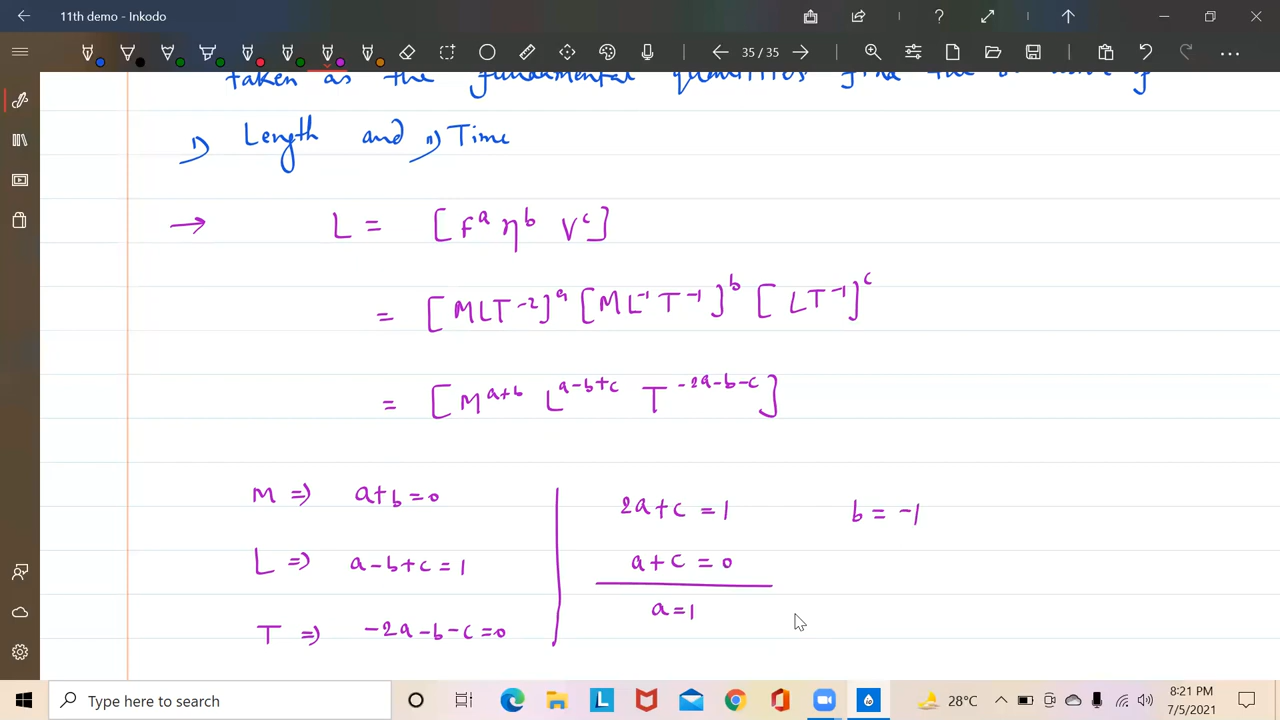 11th demo - Inkodo
35 / 35
taken as the fundamental quantities find the
1) Length and 11) Time
→ L = [F^a η^b V^c]
= [MLT^-2]^a [ML^-1 T^-1]^b [LT^-1]^c
= [M^a+b L^a-b+c T^-2a-b-c]
M ⇒ a+b=0
L ⇒ a-b+c=1
T ⇒ -2a-b-c=0
2a+c=1
a+c=0
a=1
b=-1
Type here to search
28°C
8:21 PM
7/5/2021